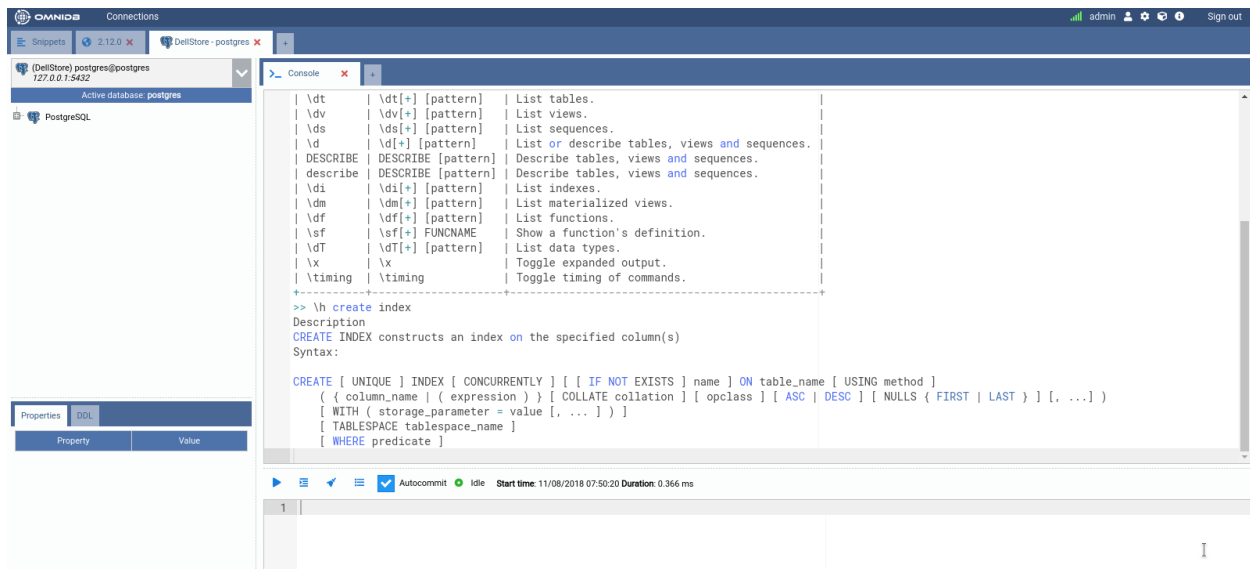 OMNIDB Connections admin Sign out
Snippets 2.12.0 DellStore - postgres +
(DellStore) postgres@postgres
127.0.0.1:5432
Active database: postgres
PostgreSQL
Properties DDL
Property Value
>_ Console +
| \dt | \dt[+] [pattern] | List tables. |
| \dv | \dv[+] [pattern] | List views. |
| \ds | \ds[+] [pattern] | List sequences. |
| \d | \d[+] [pattern] | List or describe tables, views and sequences. |
| DESCRIBE | DESCRIBE [pattern] | Describe tables, views and sequences. |
| describe | DESCRIBE [pattern] | Describe tables, views and sequences. |
| \di | \di[+] [pattern] | List indexes. |
| \dm | \dm[+] [pattern] | List materialized views. |
| \df | \df[+] [pattern] | List functions. |
| \sf | \sf[+] FUNCNAME | Show a function's definition. |
| \dT | \dT[+] [pattern] | List data types. |
| \x | \x | Toggle expanded output. |
| \timing | \timing | Toggle timing of commands. |
+----------+--------------------+-----------------------------------------------+
>> \h create index
Description
CREATE INDEX constructs an index on the specified column(s)
Syntax:
CREATE [ UNIQUE ] INDEX [ CONCURRENTLY ] [ [ IF NOT EXISTS ] name ] ON table_name [ USING method ]
( { column_name | ( expression ) } [ COLLATE collation ] [ opclass ] [ ASC | DESC ] [ NULLS { FIRST | LAST } ] [, ...] )
[ WITH ( storage_parameter = value [, ... ] ) ]
[ TABLESPACE tablespace_name ]
[ WHERE predicate ]
Autocommit Idle Start time: 11/08/2018 07:50:20 Duration: 0.366 ms
1